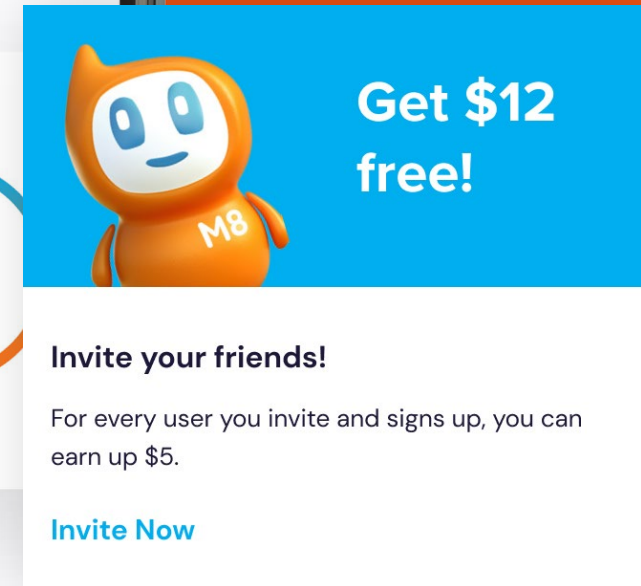 Get $12
free!
M8
Invite your friends!
For every user you invite and signs up, you can
earn up $5.
Invite Now